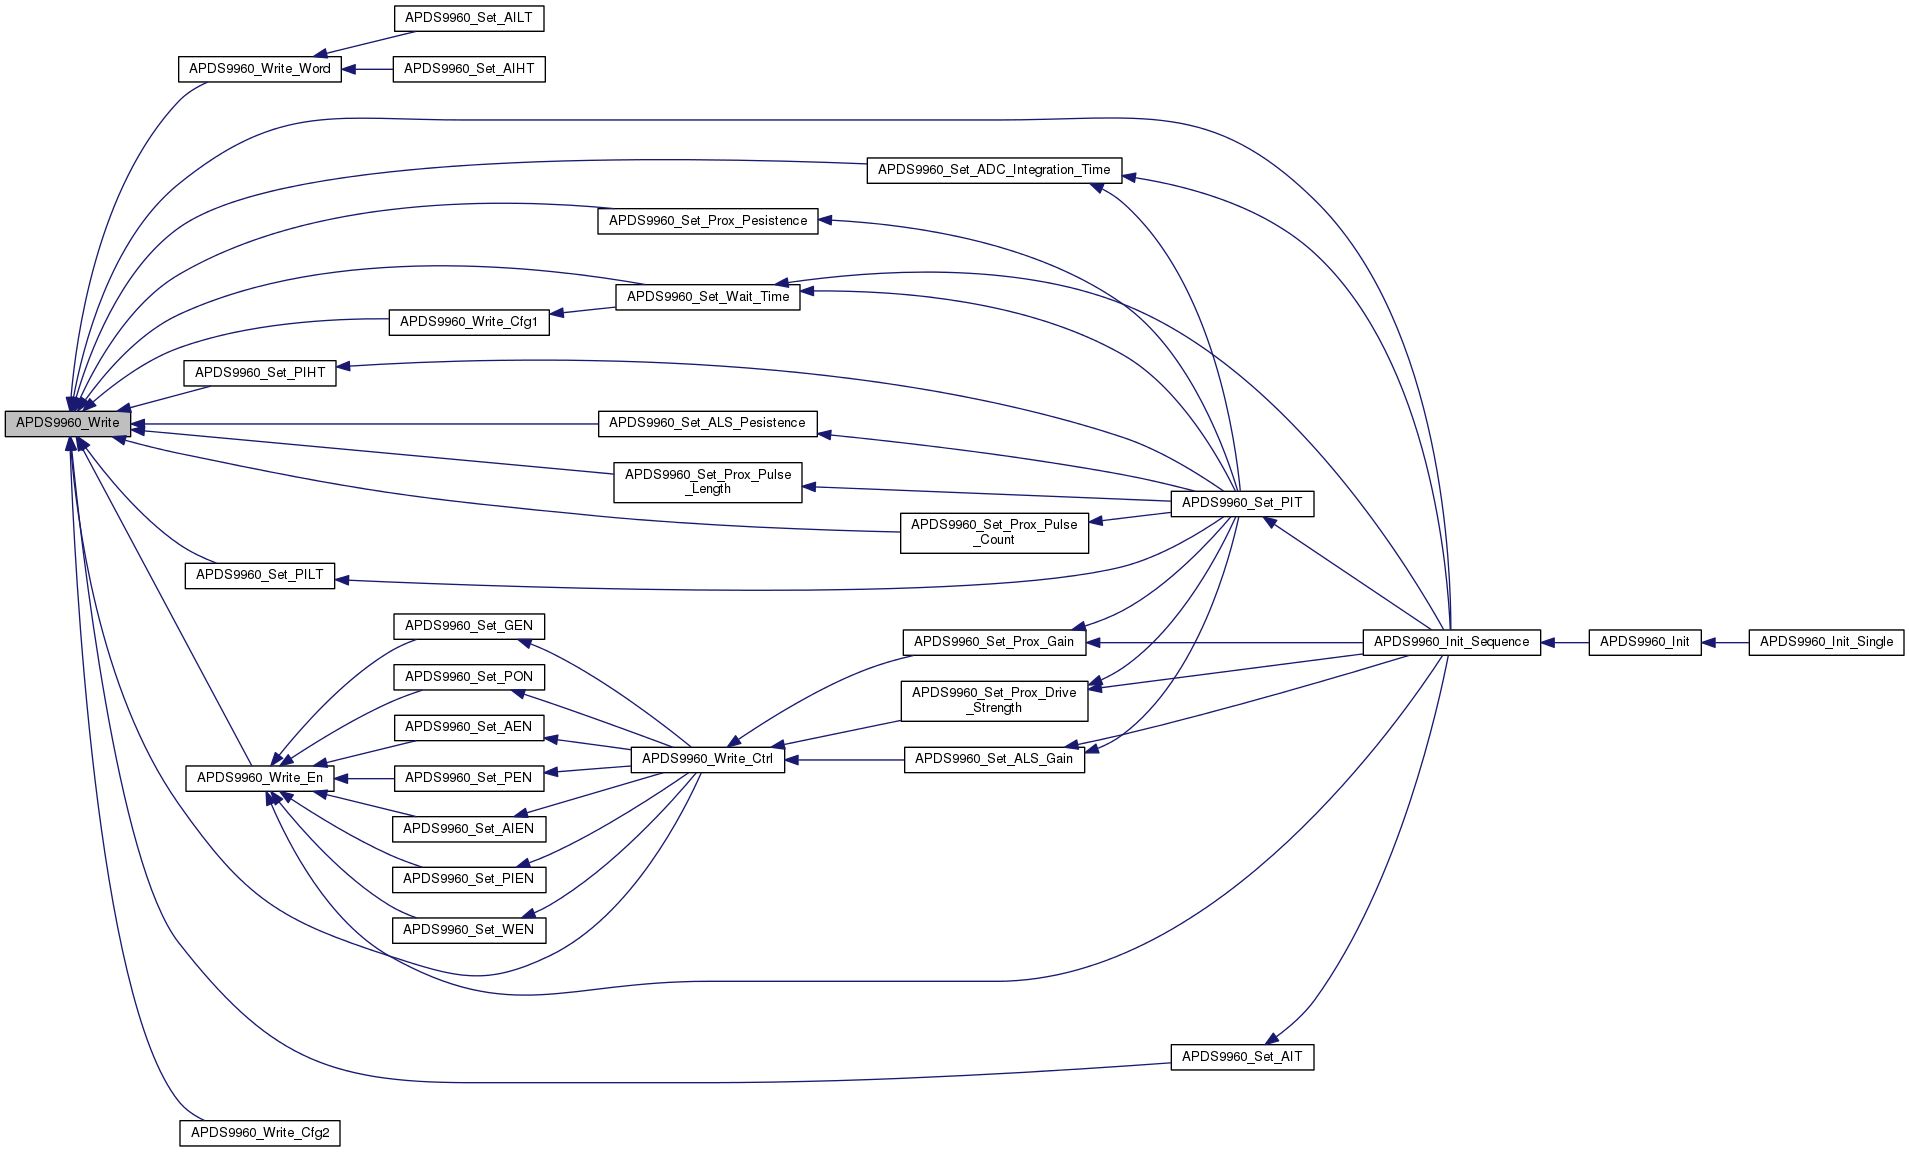 APDS9960_Set_AILT
APDS9960_Write_Word
APDS9960_Set_AIHT
APDS9960_Set_ADC_Integration_Time
APDS9960_Set_Prox_Pesistence
APDS9960_Set_Wait_Time
APDS9960_Write_Cfg1
APDS9960_Set_PIHT
APDS9960_Write
APDS9960_Set_ALS_Pesistence
APDS9960_Set_Prox_Pulse
_Length
APDS9960_Set_PIT
APDS9960_Set_Prox_Pulse
_Count
APDS9960_Set_PILT
APDS9960_Set_GEN
APDS9960_Set_Prox_Gain
APDS9960_Init_Sequence
APDS9960_Init
APDS9960_Init_Single
APDS9960_Set_PON
APDS9960_Set_Prox_Drive
_Strength
APDS9960_Set_AEN
APDS9960_Write_Ctrl
APDS9960_Set_ALS_Gain
APDS9960_Write_En
APDS9960_Set_PEN
APDS9960_Set_AIEN
APDS9960_Set_PIEN
APDS9960_Set_WEN
APDS9960_Set_AIT
APDS9960_Write_Cfg2